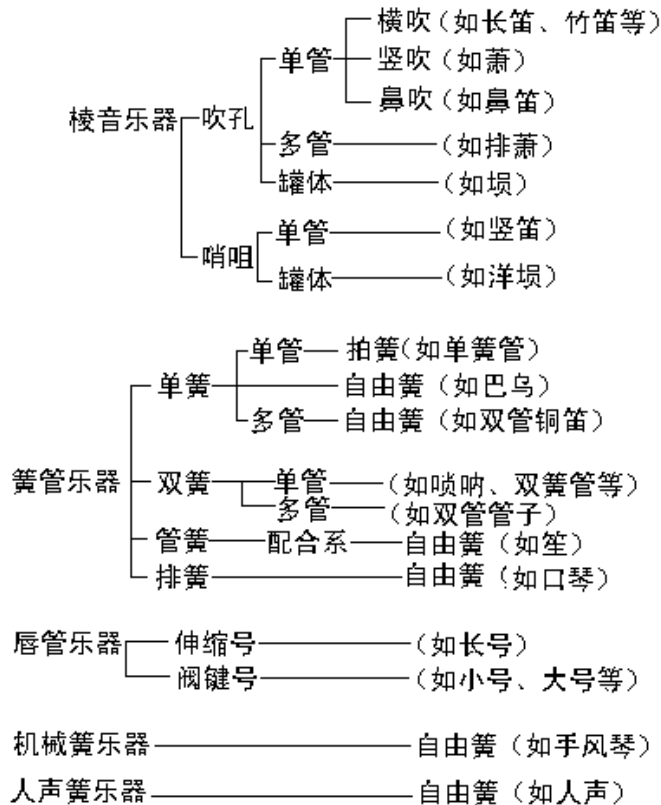 横吹（如长笛、竹笛等）
单管 竖吹（如萧）
鼻吹（如鼻笛）
棱音乐器 吹孔
多管 （如排萧）
罐体 （如埙）
单管 （如竖笛）
哨咀
罐体 （如洋埙）
单管 拍簧（如单簧管）
单簧 自由簧（如巴乌）
多管 自由簧（如双管铜笛）
簧管乐器 双簧 单管 （如唢呐、双簧管等）
多管 （如双管管子）
管簧 配合系 自由簧（如笙）
排簧 自由簧（如口琴）
唇管乐器 伸缩号 （如长号）
阀键号 （如小号、大号等）
机械簧乐器 自由簧（如手风琴）
人声簧乐器 自由簧（如人声）